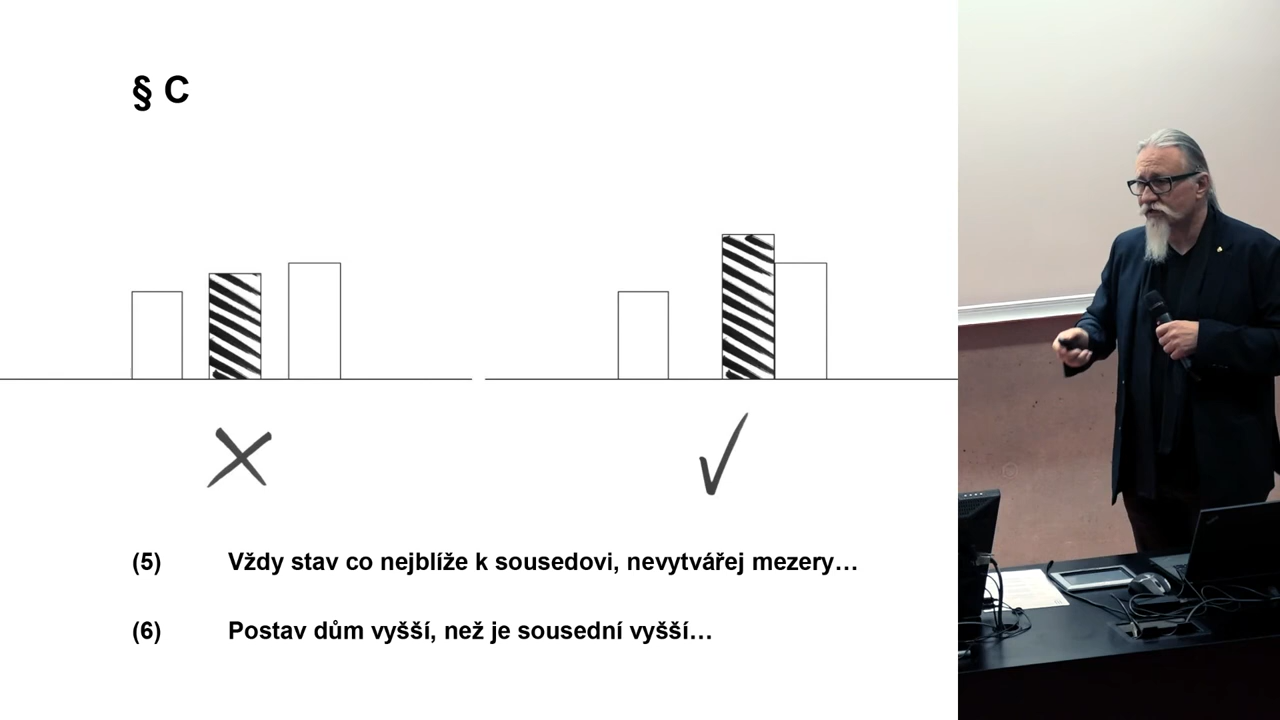 § C
(5) Vždy stav co nejblíže k sousedovi, nevytvářej mezery…
(6) Postav dům vyšší, než je sousední vyšší…